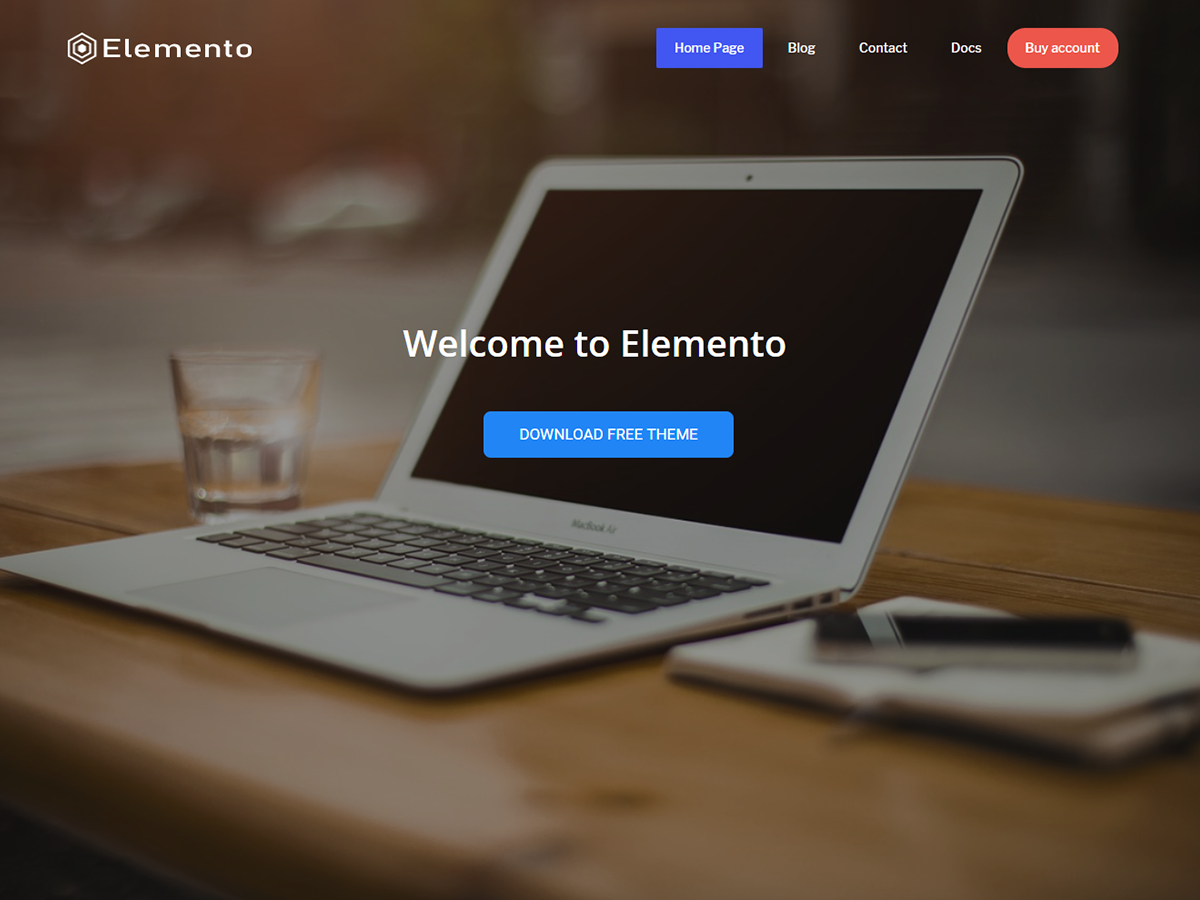 Elemento
Home Page
Blog
Contact
Docs
Buy account
Welcome to Elemento
DOWNLOAD FREE THEME
MacBook Air